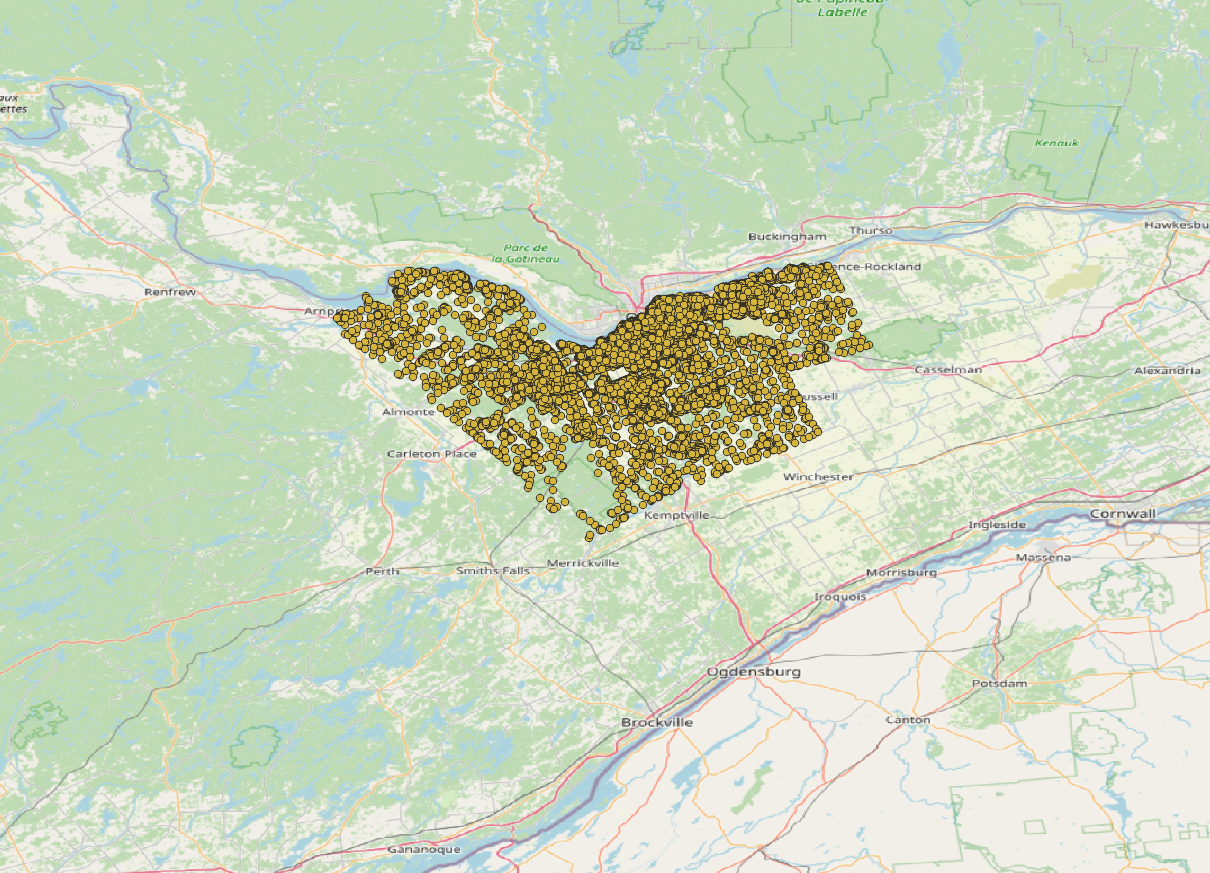 Labelle
Kenauk
Hawkesbu
Buckingham
Thurso
Parc de
la Gatineau
ence-Rockland
Renfrew
Arnp
Casselman
Alexandria
ussell
Almonte
Carleton Place
Winchester
Kemptville
Cornwall
Ingleside
Massena
Merrickville
Perth
Smiths Falls
Morrisburg
Iroquois
Ogdensburg
Potsdam
Brockville
Canton
Gananoque